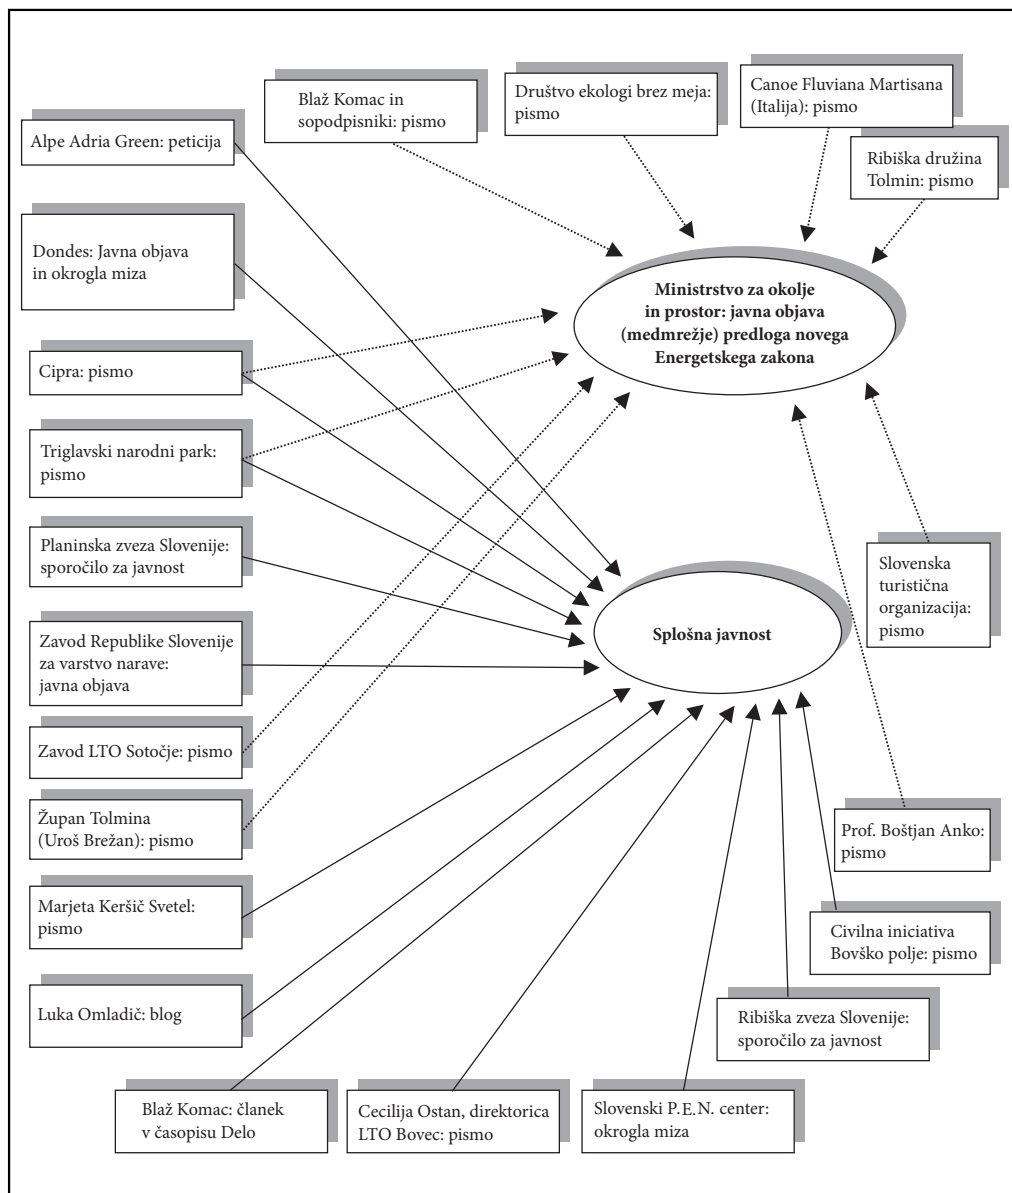 Blaž Komac in
sopodpisniki: pismo
Društvo ekologi brez meja:
pismo
Canoe Fluviana Martisana
(Italija): pismo
Ribiška družina
Tolmin: pismo
Alpe Adria Green: peticija
Dondes: Javna objava
in okrogla miza
Cipra: pismo
Triglavski narodni park:
pismo
Planinska zveza Slovenije:
sporočilo za javnost
Zavod Republike Slovenije
za varstvo narave:
javna objava
Zavod LTO Sotočje: pismo
Župan Tolmina
(Uroš Brežan): pismo
Marjeta Keršič Svetel:
pismo
Luka Omladič: blog
Blaž Komac: članek
v časopisu Delo
Cecilija Ostan, direktorica
LTO Bovec: pismo
Slovenski P.E.N. center:
okrogla miza
Ribiška zveza Slovenije:
sporočilo za javnost
Civilna iniciativa
Bovško polje: pismo
Prof. Boštjan Anko:
pismo
Slovenska
turistična
organizacija:
pismo
Ministrstvo za okolje
in prostor: javna objava
(medmrežje) predloga novega
Energetskega zakona
Splošna javnost